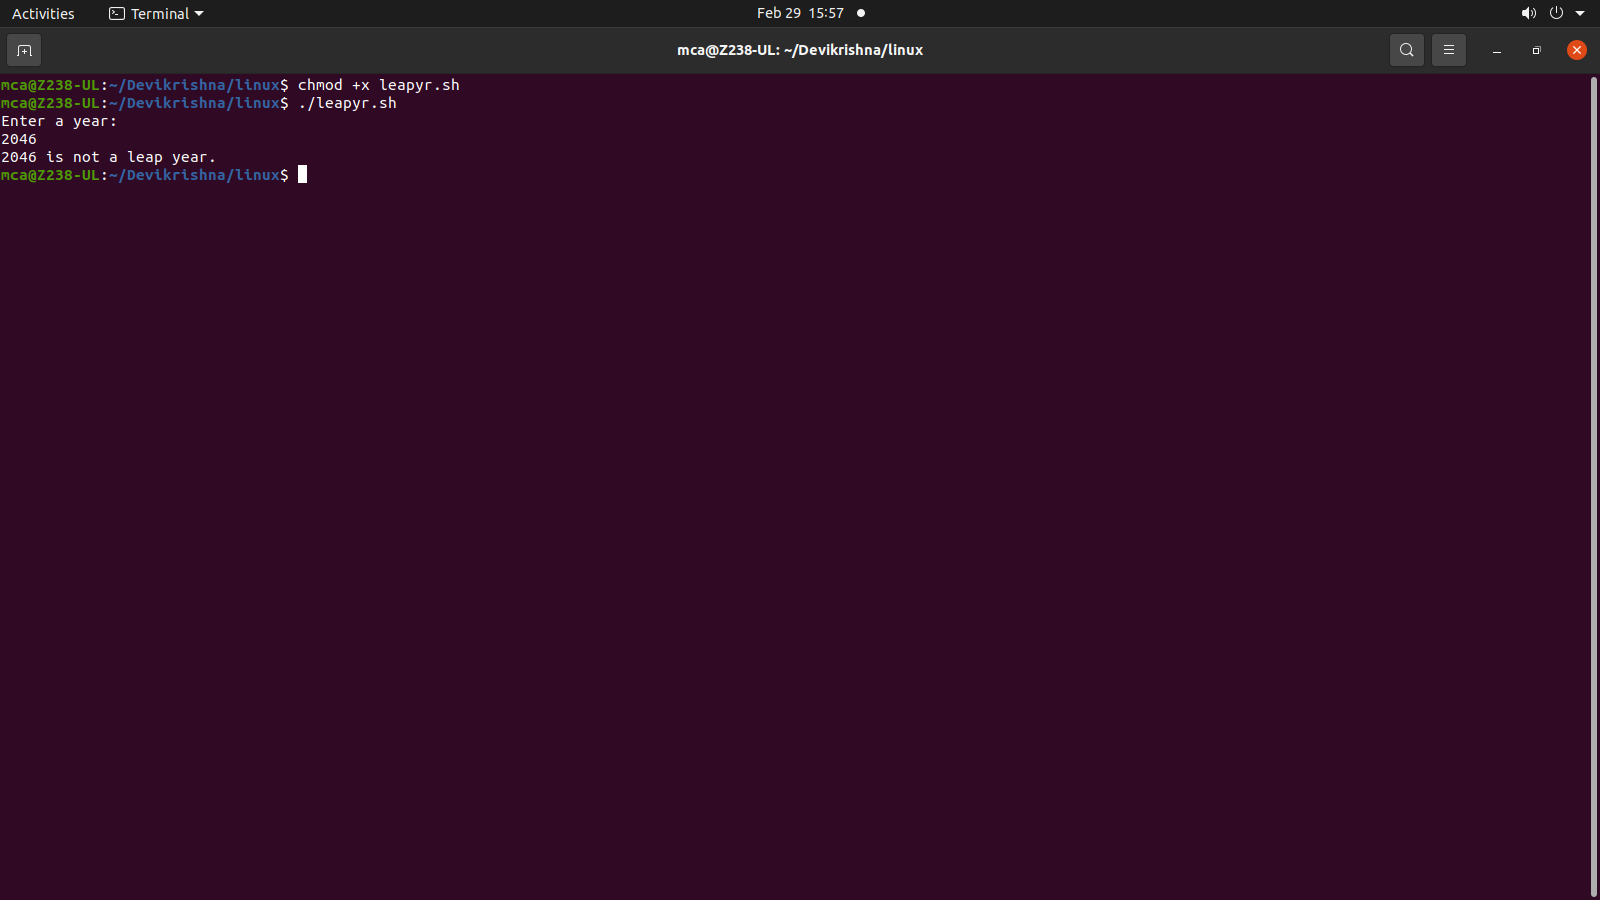 Activities Terminal Feb 29 15:57
mca@Z238-UL: ~/Devikrishna/linux
mca@Z238-UL:~/Devikrishna/linux$ chmod +x leapyr.sh
mca@Z238-UL:~/Devikrishna/linux$ ./leapyr.sh
Enter a year:
2046
2046 is not a leap year.
mca@Z238-UL:~/Devikrishna/linux$